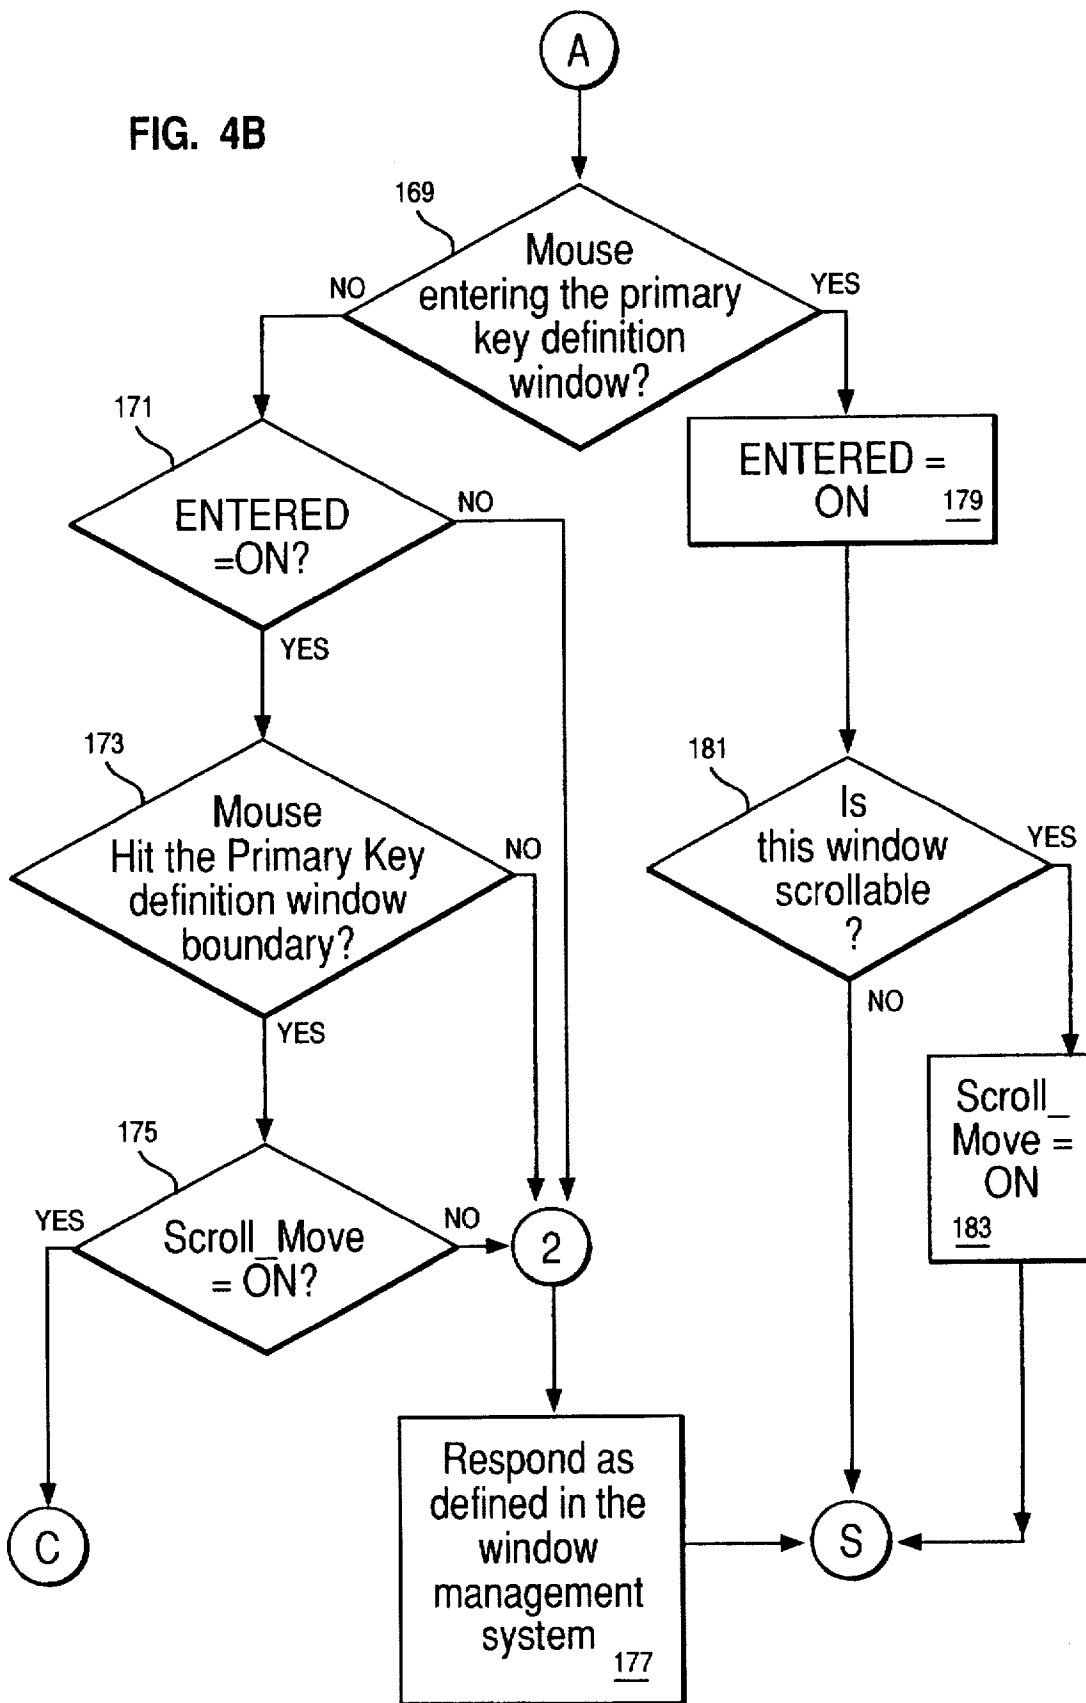 A
FIG. 4B
169
Mouse
entering the primary
key definition
window?
NO
YES
171
ENTERED
=ON?
NO
YES
ENTERED =
ON
179
173
Mouse
Hit the Primary Key
definition window
boundary?
NO
YES
181
Is
this window
scrollable
?
YES
NO
175
Scroll_Move
= ON?
YES
NO
2
Scroll_
Move =
ON
183
C
Respond as
defined in the
window
management
system
177
S